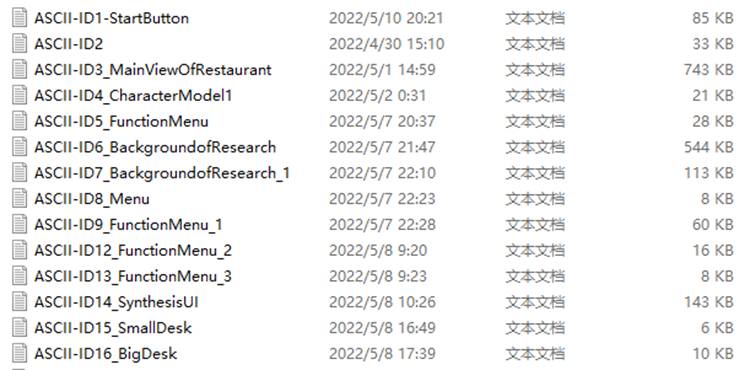 ASCII-ID1-StartButton 2022/5/10 20:21 文本文档 85 KB
ASCII-ID2 2022/4/30 15:10 文本文档 33 KB
ASCII-ID3_MainViewOfRestaurant 2022/5/1 14:59 文本文档 743 KB
ASCII-ID4_CharacterModel1 2022/5/2 0:31 文本文档 21 KB
ASCII-ID5_FunctionMenu 2022/5/7 20:37 文本文档 28 KB
ASCII-ID6_BackgroundofResearch 2022/5/7 21:47 文本文档 544 KB
ASCII-ID7_BackgroundofResearch_1 2022/5/7 22:10 文本文档 113 KB
ASCII-ID8_Menu 2022/5/7 22:23 文本文档 8 KB
ASCII-ID9_FunctionMenu_1 2022/5/7 22:28 文本文档 60 KB
ASCII-ID12_FunctionMenu_2 2022/5/8 9:20 文本文档 16 KB
ASCII-ID13_FunctionMenu_3 2022/5/8 9:23 文本文档 8 KB
ASCII-ID14_SynthesisUI 2022/5/8 10:26 文本文档 143 KB
ASCII-ID15_SmallDesk 2022/5/8 16:49 文本文档 6 KB
ASCII-ID16_BigDesk 2022/5/8 17:39 文本文档 10 KB